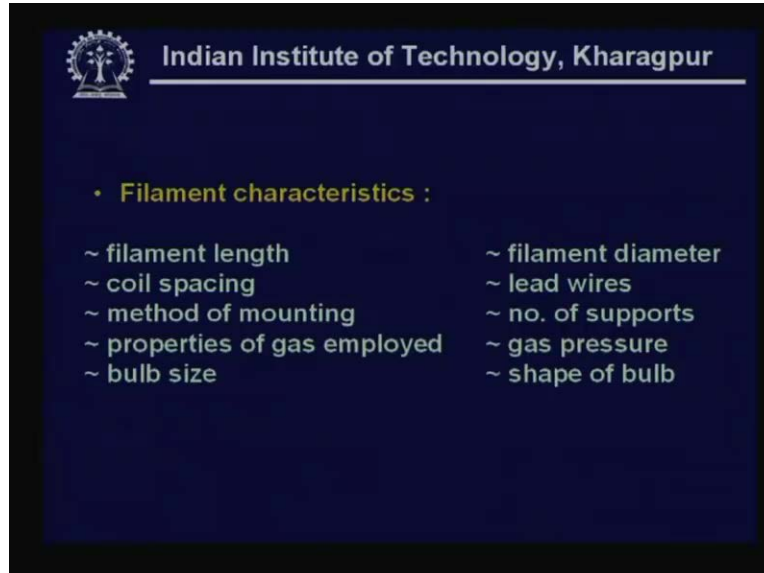 Indian Institute of Technology, Kharagpur
• Filament characteristics :
~ filament length
~ coil spacing
~ method of mounting
~ properties of gas employed
~ bulb size
~ filament diameter
~ lead wires
~ no. of supports
~ gas pressure
~ shape of bulb